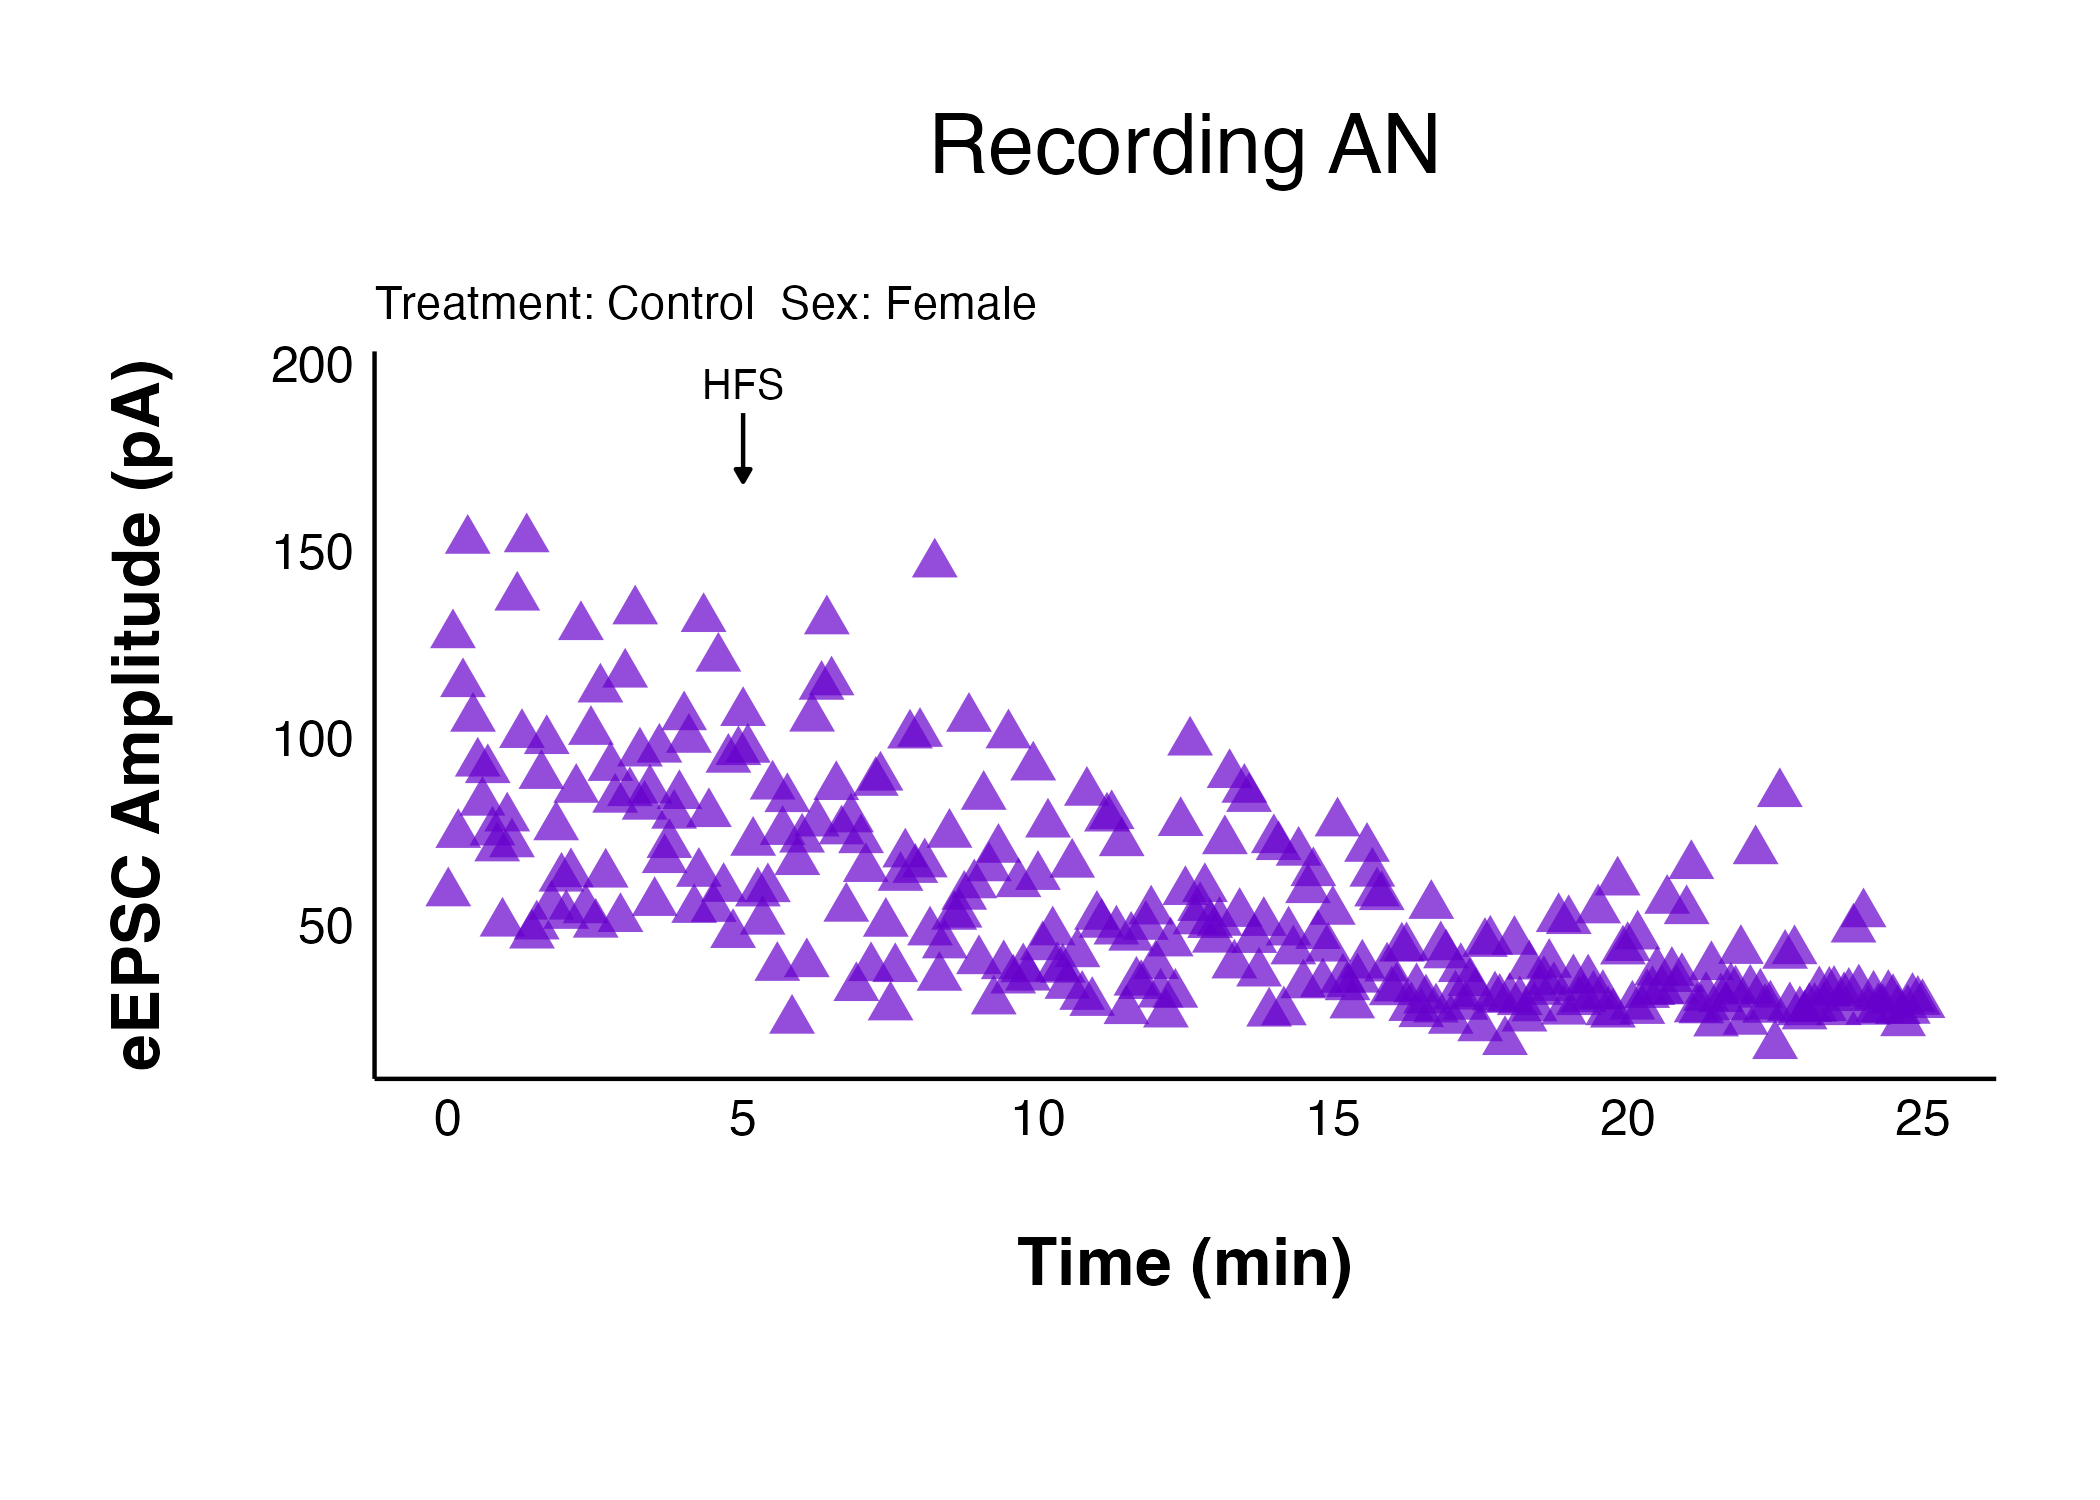 Recording AN
Treatment: Control  Sex: Female
eEPSC Amplitude (pA)
200
150
100
50
HFS
0 5 10 15 20 25
Time (min)